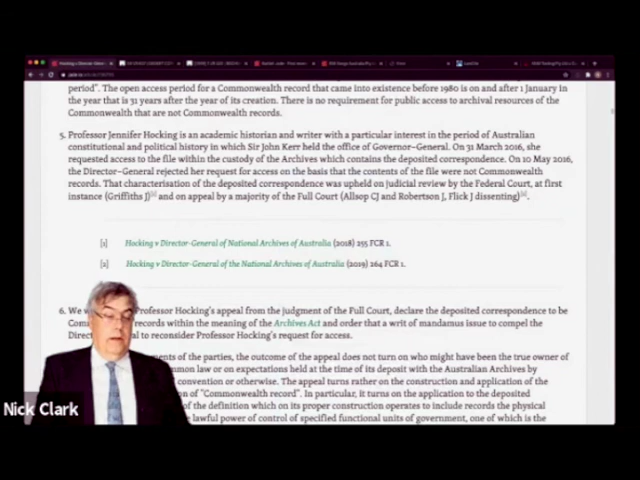 period". The open access period for a Commonwealth record that came into existence before 1980 is on and after 1 January in
the year that is 31 years after the year of its creation. There is no requirement for public access to archival resources of the
Commonwealth that are not Commonwealth records.
5. Professor Jennifer Hocking is an academic historian and writer with a particular interest in the period of Australian
constitutional and political history in which Sir John Kerr held the office of Governor–General. On 31 March 2016, she
requested access to the file within the custody of the Archives which contains the deposited correspondence. On 10 May 2016,
the Director–General rejected her request for access on the basis that the contents of the file were not Commonwealth
records. That characterisation of the deposited correspondence was upheld on judicial review by the Federal Court, at first
instance (Griffiths J)[1] and on appeal by a majority of the Full Court (Allsop CJ and Robertson J, Flick J dissenting)[2].
[1] Hocking v Director-General of National Archives of Australia (2018) 255 FCR 1.
[2] Hocking v Director-General of the National Archives of Australia (2019) 264 FCR 1.
6. We w Professor Hocking's appeal from the judgment of the Full Court, declare the deposited correspondence to be
Com records within the meaning of the Archives Act and order that a writ of mandamus issue to compel the
Direc al to reconsider Professor Hocking's request for access.
ments of the parties, the outcome of the appeal does not turn on who might have been the true owner of
mmon law or on expectations held at the time of its deposit with the Australian Archives by
convention or otherwise. The appeal turns rather on the construction and application of the
on of "Commonwealth record". In particular, it turns on the application to the deposited
of the definition which on its proper construction operates to include records the physical
lawful power of control of specified functional units of government, one of which is the
Nick Clark